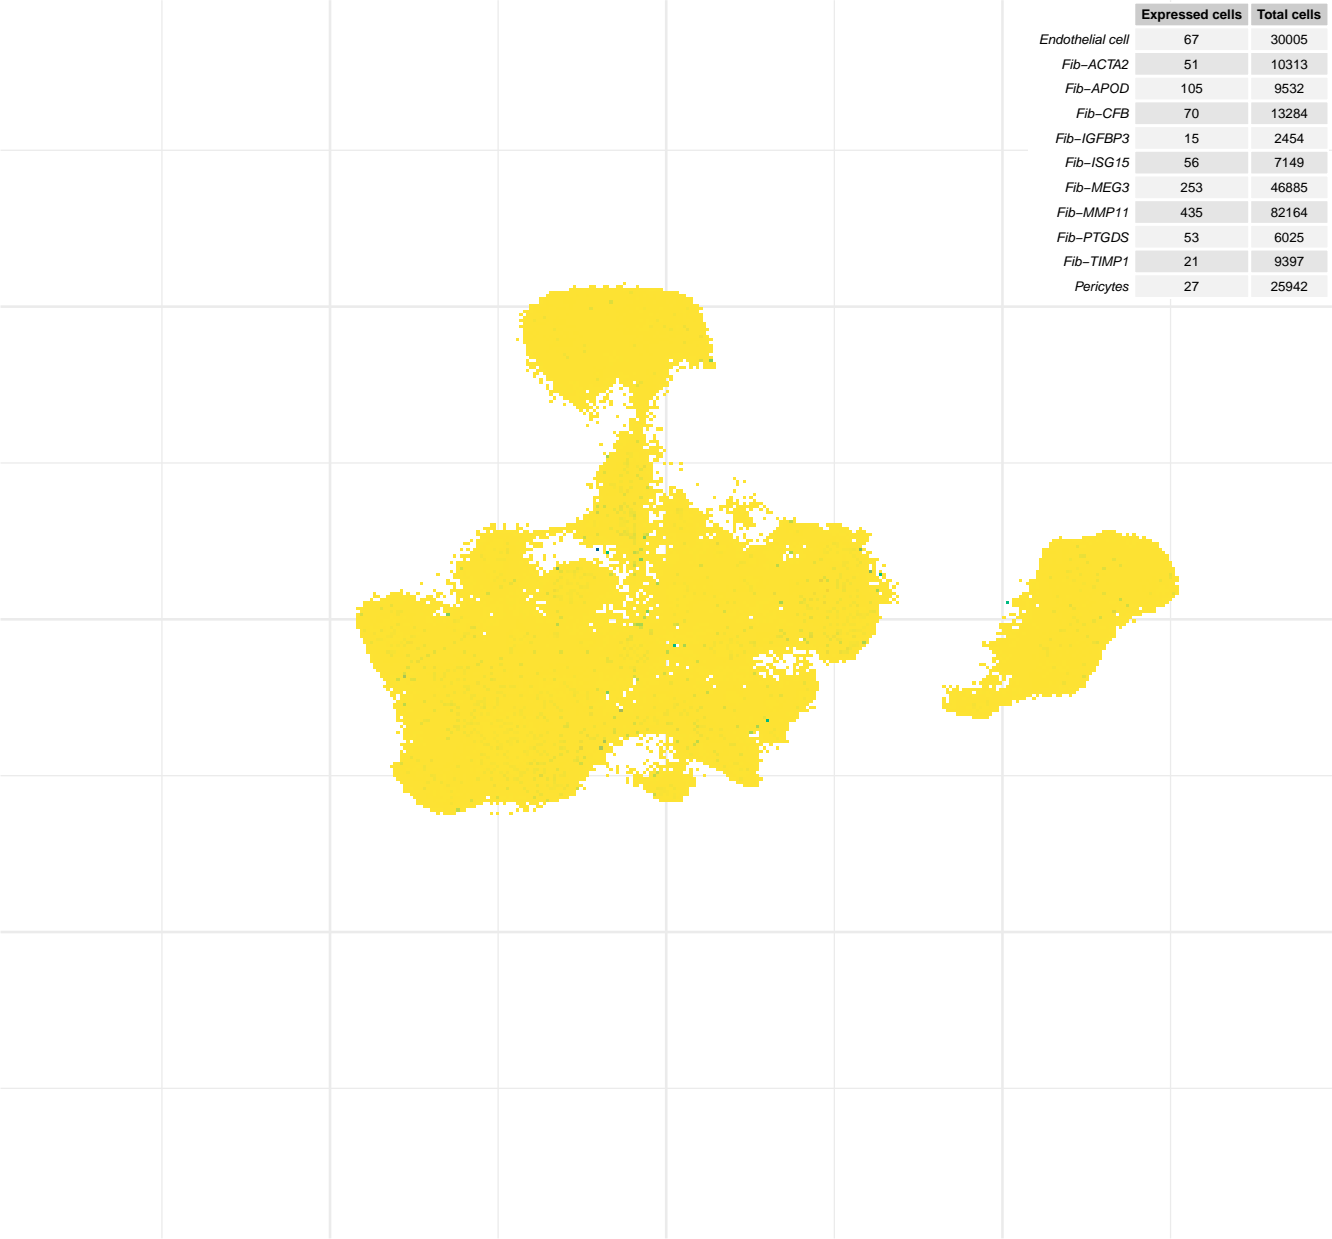 Expressed cells Total cells
Endothelial cell 67 30005
Fib−ACTA2 51 10313
Fib−APOD 105 9532
Fib−CFB 70 13284
Fib−IGFBP3 15 2454
Fib−ISG15 56 7149
Fib−MEG3 253 46885
Fib−MMP11 435 82164
Fib−PTGDS 53 6025
Fib−TIMP1 21 9397
Pericytes 27 25942